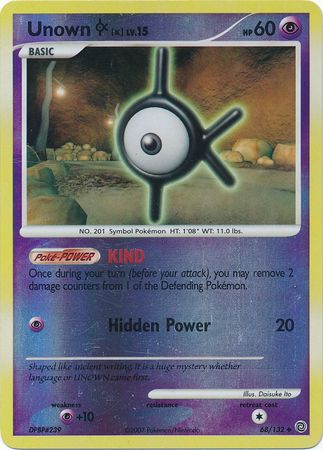 Unown [K] LV.15 HP 60
BASIC
NO. 201 Symbol Pokémon HT: 1'08" WT: 11.0 lbs.
Poké-POWER KIND
Once during your turn (before your attack), you may remove 2
damage counters from 1 of the Defending Pokémon.
Hidden Power 20
Shaped like ancient writing. It is a huge mystery whether
language or UNOWN came first.
Illus. Daisuke Ito
weakness resistance retreat cost
+10
DPBP#239 ©2007 Pokémon/Nintendo 68/132